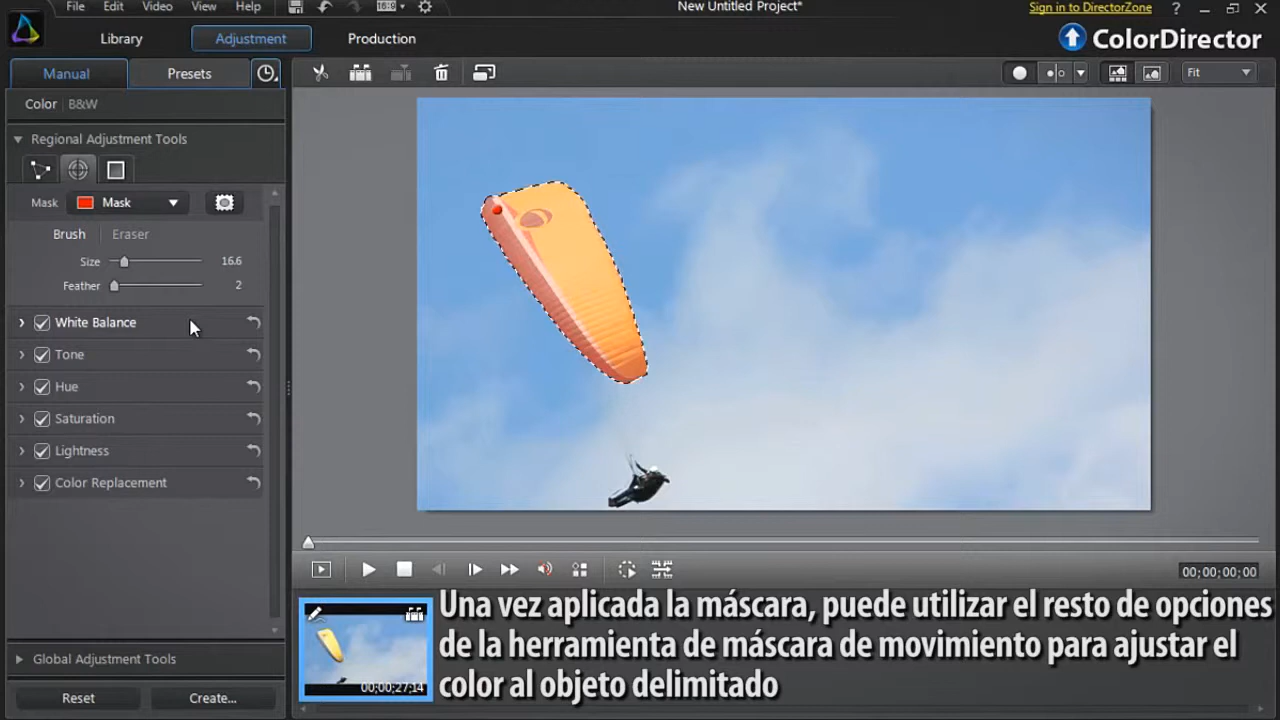 File Edit Video View Help 16:9 New Untitled Project* Sign in to DirectorZone ?
Library Adjustment Production ColorDirector
Manual Presets Fit
Color B&W
Regional Adjustment Tools
Mask Mask
Brush Eraser
Size 16.6
Feather 2
White Balance
Tone
Hue
Saturation
Lightness
Color Replacement
00;00;00;00
Una vez aplicada la máscara, puede utilizar el resto de opciones
de la herramienta de máscara de movimiento para ajustar el
color al objeto delimitado
00;00;27;14
Global Adjustment Tools
Reset Create...